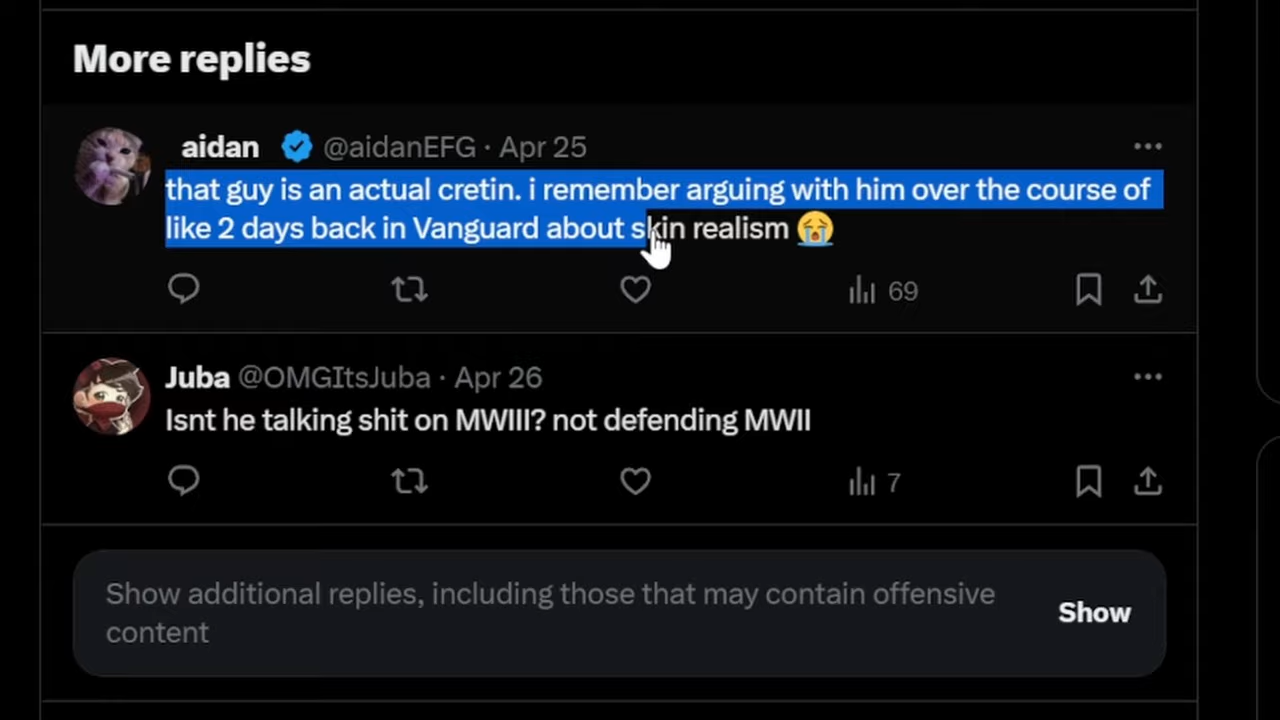 More replies
aidan @aidanEFG · Apr 25
that guy is an actual cretin. i remember arguing with him over the course of
like 2 days back in Vanguard about skin realism 😭
69
Juba @OMGItsJuba · Apr 26
Isnt he talking shit on MWIII? not defending MWII
7
Show additional replies, including those that may contain offensive
content
Show